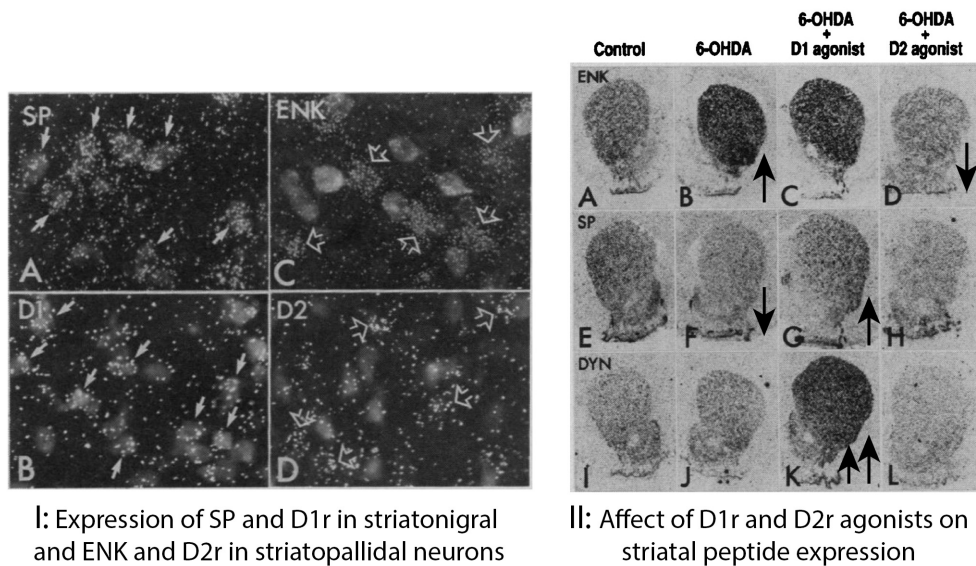 6-OHDA
+
D1 agonist
6-OHDA
+
D2 agonist
Control
6-OHDA
SP
ENK
A
C
D1
D2
B
D
ENK
A
B
C
D
SP
E
F
G
H
DYN
I
J
K
L
I: Expression of SP and D1r in striatonigral
and ENK and D2r in striatopallidal neurons
II: Affect of D1r and D2r agonists on
striatal peptide expression